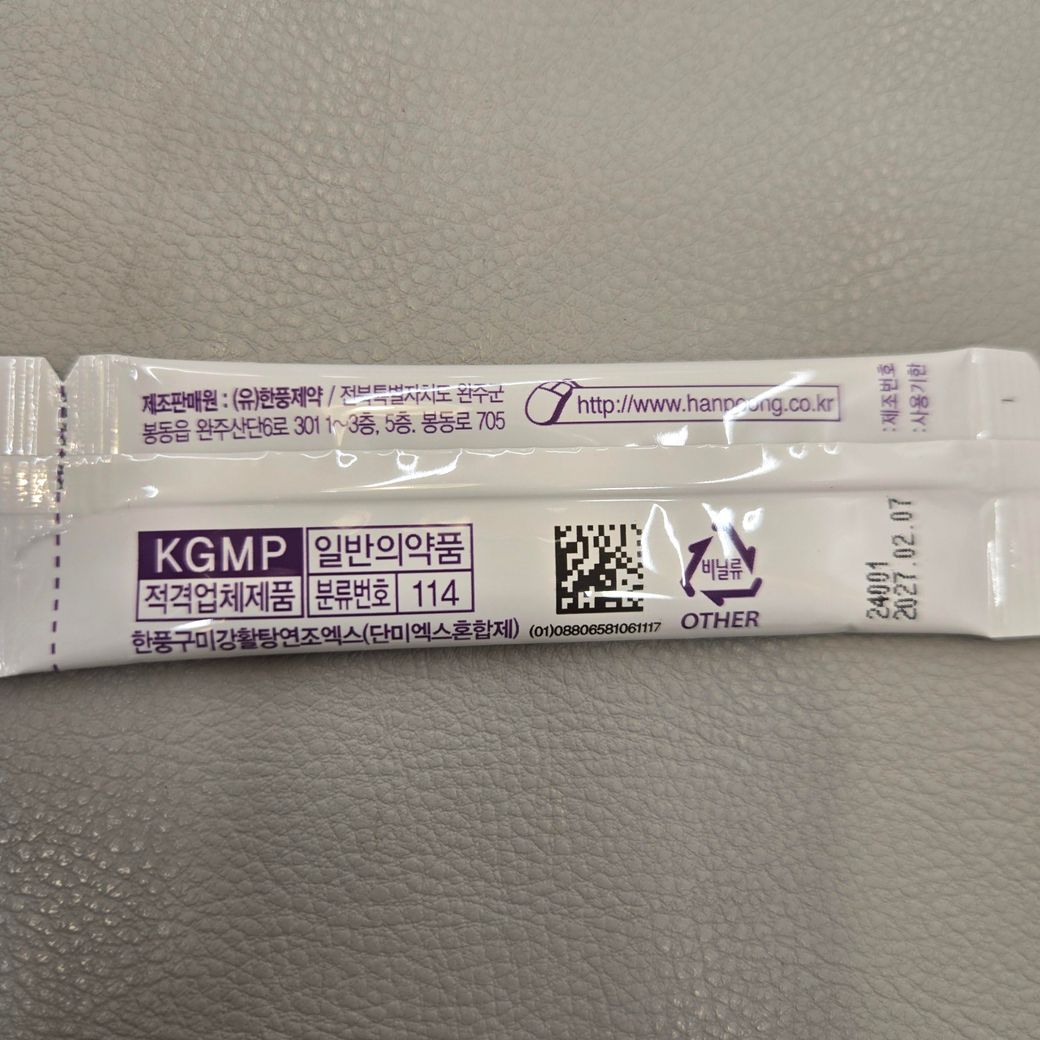 제조판매원 : (유)한풍제약 / 전북특별자치도 완주군
봉동읍 완주산단6로 301 1~3층, 5층. 봉동로 705
http://www.hanpoong.co.kr
:제조번호
:사용기한
KGMP
적격업체제품
일반의약품
분류번호 114
한풍구미강활탕연조엑스(단미엑스혼합제)
(01)08806581061117
비닐류
OTHER
24001
2027.02.07